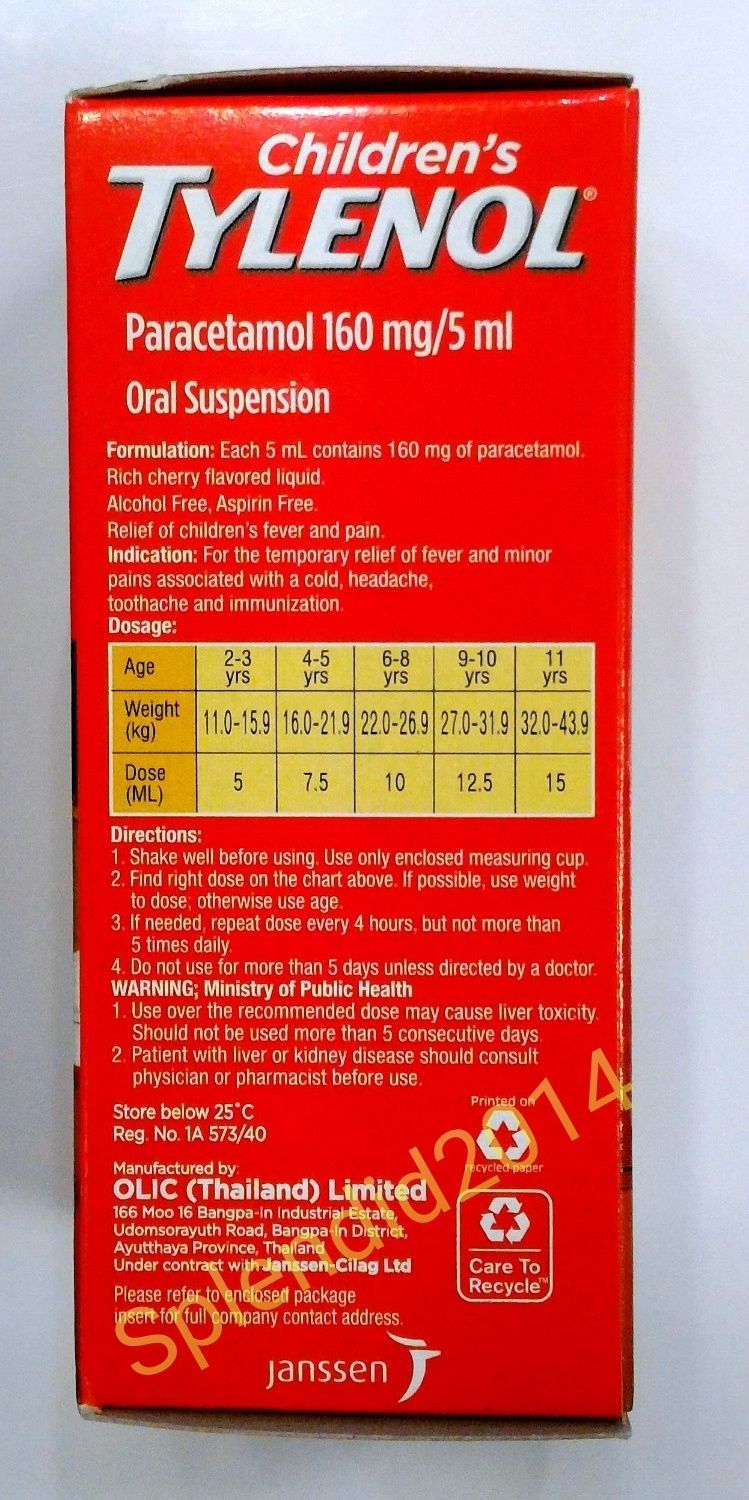 Children's
TYLENOL®
Paracetamol 160 mg/5 ml
Oral Suspension
Formulation: Each 5 mL contains 160 mg of paracetamol.
Rich cherry flavored liquid.
Alcohol Free, Aspirin Free.
Relief of children's fever and pain.
Indication: For the temporary relief of fever and minor
pains associated with a cold, headache,
toothache and immunization.
Dosage:
Age 2-3 yrs 4-5 yrs 6-8 yrs 9-10 yrs 11 yrs
Weight (kg) 11.0-15.9 16.0-21.9 22.0-26.9 27.0-31.9 32.0-43.9
Dose (ML) 5 7.5 10 12.5 15
Directions:
1. Shake well before using. Use only enclosed measuring cup.
2. Find right dose on the chart above. If possible, use weight
to dose; otherwise use age.
3. If needed, repeat dose every 4 hours, but not more than
5 times daily.
4. Do not use for more than 5 days unless directed by a doctor.
WARNING; Ministry of Public Health
1. Use over the recommended dose may cause liver toxicity.
Should not be used more than 5 consecutive days.
2. Patient with liver or kidney disease should consult
physician or pharmacist before use.
Store below 25°C
Reg. No. 1A 573/40
Printed on
recycled paper
Manufactured by:
OLIC (Thailand) Limited
166 Moo 16 Bangpa-in Industrial Estate,
Udomsorayuth Road, Bangpa-In District,
Ayutthaya Province, Thailand
Under contract with Janssen-Cilag Ltd
Care To
Recycle™
Please refer to enclosed package
insert for full company contact address.
janssen
Splendid2014